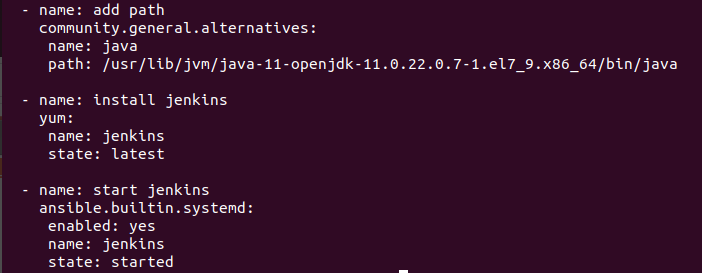 - name: add path
  community.general.alternatives:
   name: java
   path: /usr/lib/jvm/java-11-openjdk-11.0.22.0.7-1.el7_9.x86_64/bin/java

- name: install jenkins
  yum:
   name: jenkins
   state: latest

- name: start jenkins
  ansible.builtin.systemd:
   enabled: yes
   name: jenkins
   state: started